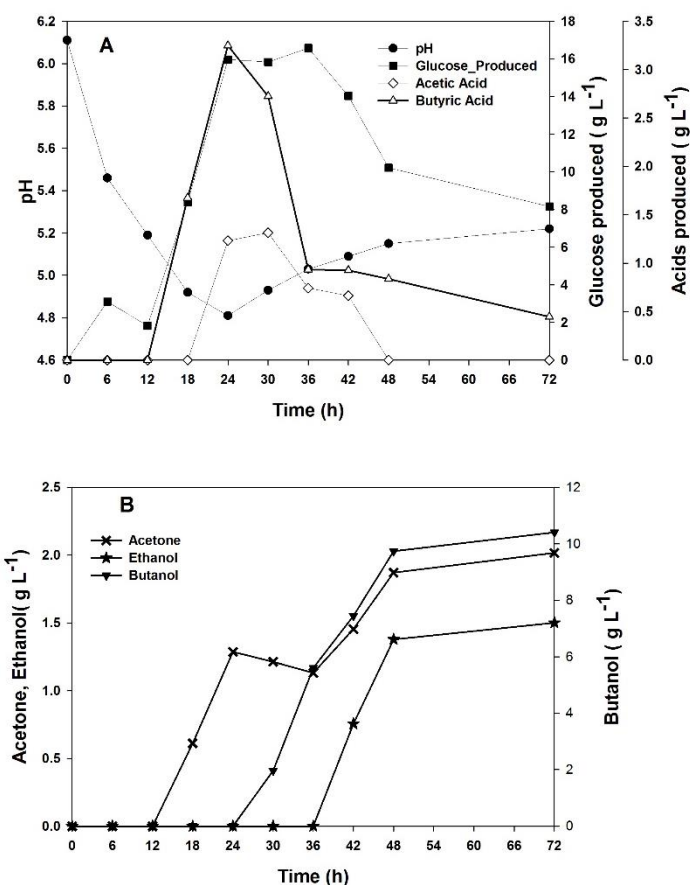 A
pH
Glucose_Produced
Acetic Acid
Butyric Acid
pH
6.2
6.0
5.8
5.6
5.4
5.2
5.0
4.8
4.6
18
16
14
12
10
8
6
4
2
0
Glucose produced ( g L-1)
3.5
3.0
2.5
2.0
1.5
1.0
0.5
0.0
Acids produced ( g L-1)
0 6 12 18 24 30 36 42 48 54 60 66 72
Time (h)
B
Acetone
Ethanol
Butanol
Acetone, Ethanol( g L-1)
2.5
2.0
1.5
1.0
0.5
0.0
12
10
8
6
4
2
0
Butanol ( g L-1)
0 6 12 18 24 30 36 42 48 54 60 66 72
Time (h)